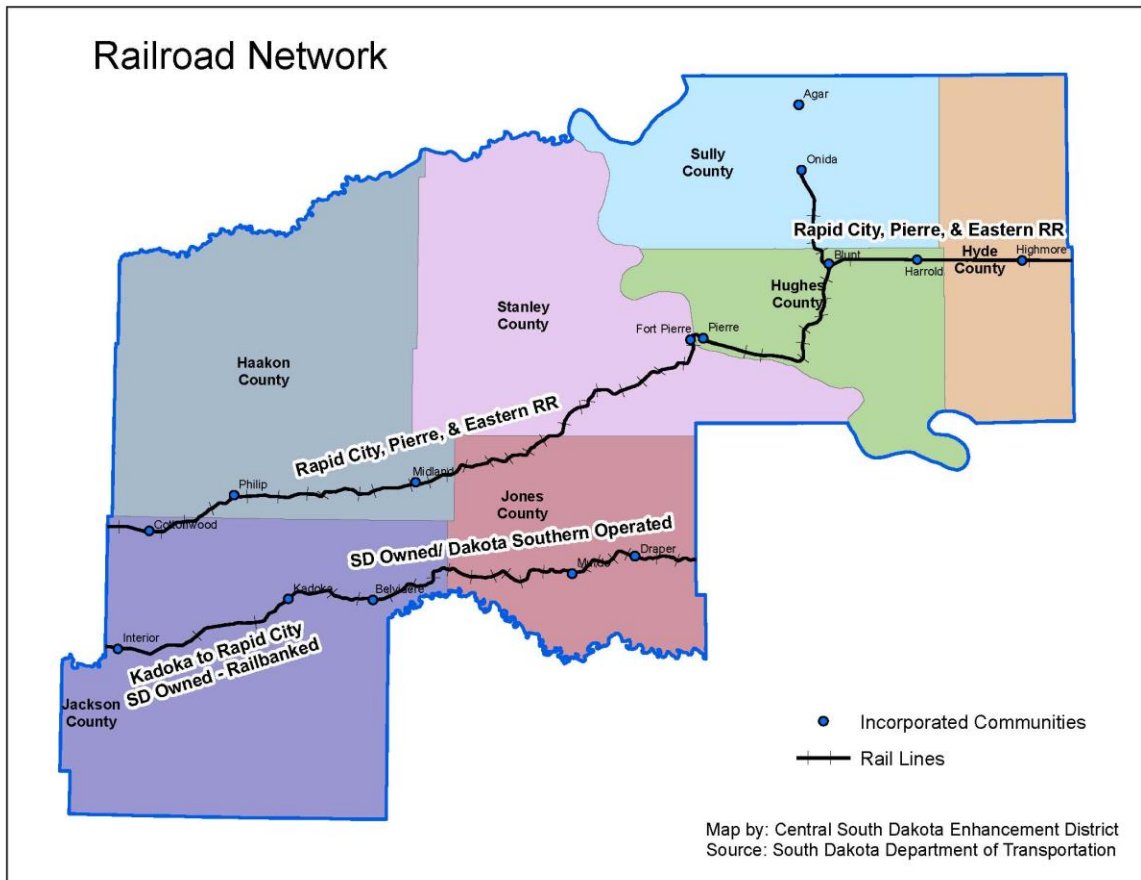 Railroad Network
Agar
Sully
County
Onida
Rapid City, Pierre, & Eastern RR
Blunt
Harrold
Hyde
County
Highmore
Hughes
County
Stanley
County
Fort Pierre
Pierre
Haakon
County
Rapid City, Pierre, & Eastern RR
Midland
Philip
Cottonwood
Jones
County
SD Owned/ Dakota Southern Operated
Murdo
Draper
Kadoka
Belvidere
Interior
Kadoka to Rapid City
SD Owned - Railbanked
Jackson
County
Incorporated Communities
Rail Lines
Map by: Central South Dakota Enhancement District
Source: South Dakota Department of Transportation